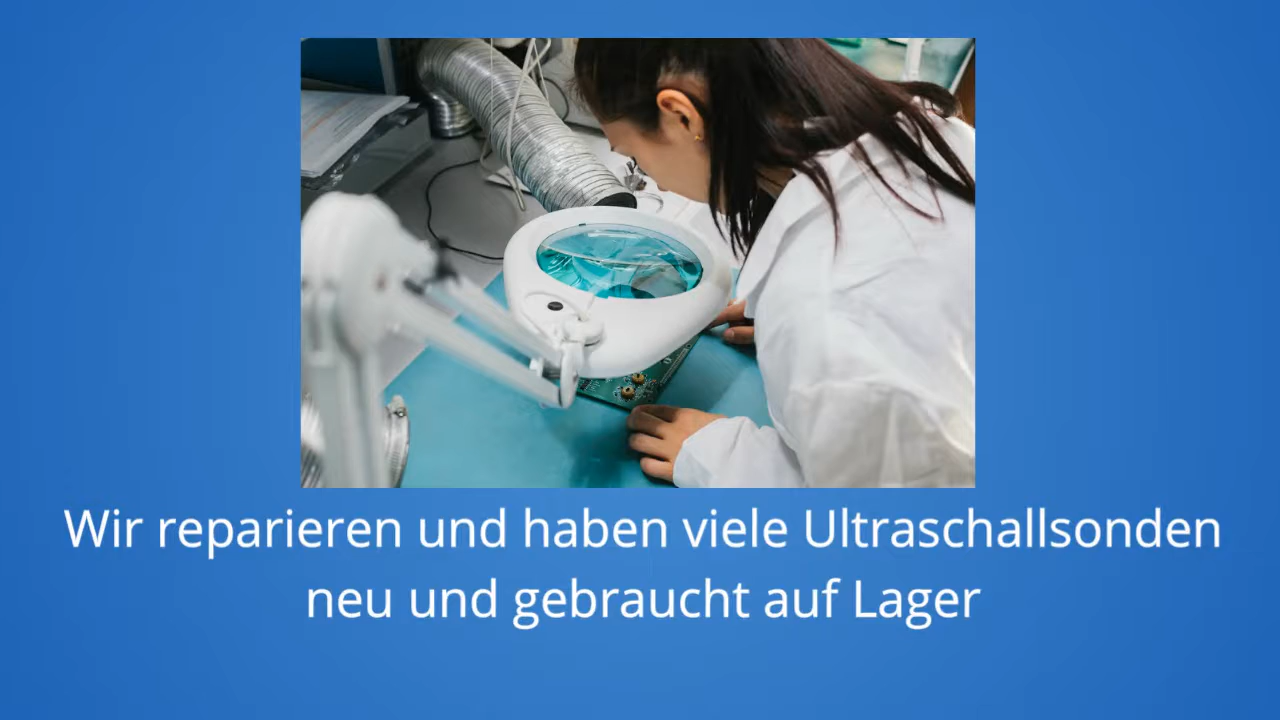 Wir reparieren und haben viele Ultraschallsonden
neu und gebraucht auf Lager